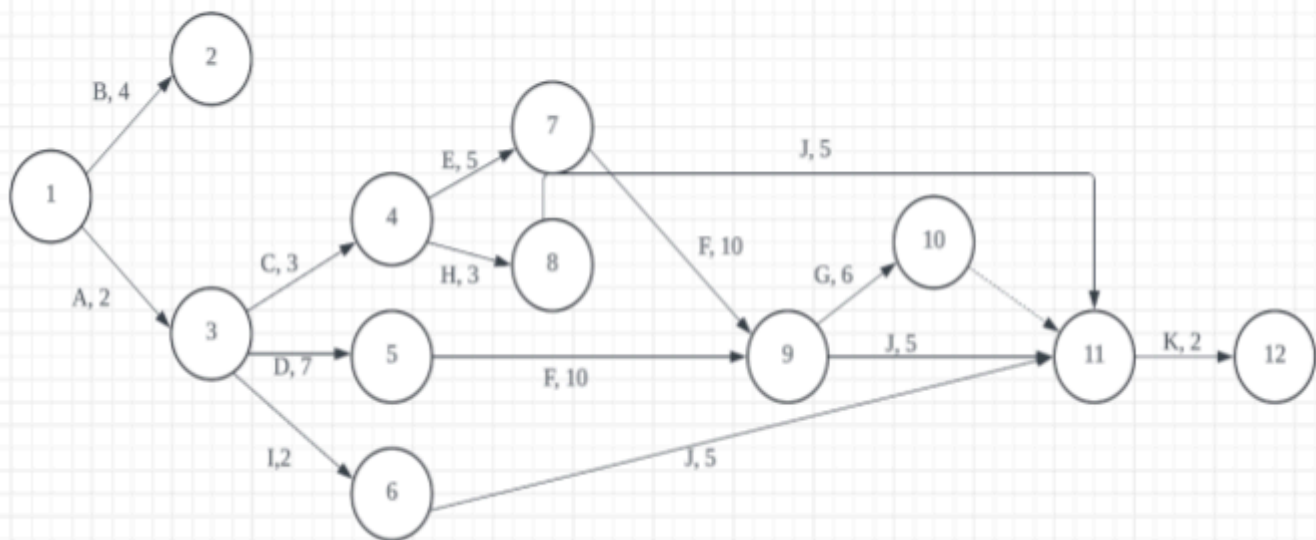 2
B, 4
7
J, 5
E, 5
1
4
10
F, 10
C, 3
H, 3
8
G, 6
A, 2
3
D, 7
5
F, 10
9
J, 5
11
K, 2
12
I,2
J, 5
6